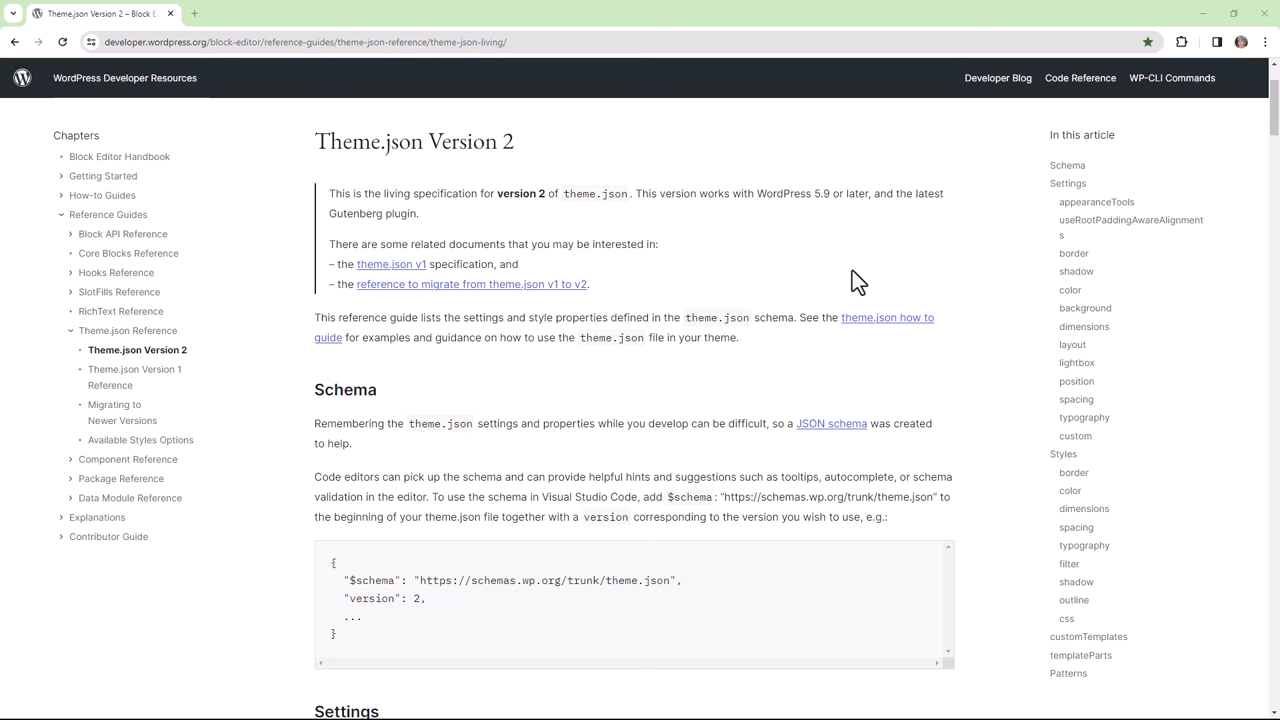 Theme.json Version 2 – Block E
developer.wordpress.org/block-editor/reference-guides/theme-json-reference/theme-json-living/
WordPress Developer Resources
Developer Blog
Code Reference
WP-CLI Commands
Chapters
Block Editor Handbook
Getting Started
How-to Guides
Reference Guides
Block API Reference
Core Blocks Reference
Hooks Reference
SlotFills Reference
RichText Reference
Theme.json Reference
Theme.json Version 2
Theme.json Version 1
Reference
Migrating to
Newer Versions
Available Styles Options
Component Reference
Package Reference
Data Module Reference
Explanations
Contributor Guide
Theme.json Version 2
This is the living specification for version 2 of theme.json. This version works with WordPress 5.9 or later, and the latest
Gutenberg plugin.
There are some related documents that you may be interested in:
– the theme.json v1 specification, and
– the reference to migrate from theme.json v1 to v2.
This reference guide lists the settings and style properties defined in the theme.json schema. See the theme.json how to
guide for examples and guidance on how to use the theme.json file in your theme.
Schema
Remembering the theme.json settings and properties while you develop can be difficult, so a JSON schema was created
to help.
Code editors can pick up the schema and can provide helpful hints and suggestions such as tooltips, autocomplete, or schema
validation in the editor. To use the schema in Visual Studio Code, add $schema: “https://schemas.wp.org/trunk/theme.json” to
the beginning of your theme.json file together with a version corresponding to the version you wish to use, e.g.:
{
"$schema": "https://schemas.wp.org/trunk/theme.json",
"version": 2,
...
}
Settings
In this article
Schema
Settings
appearanceTools
useRootPaddingAwareAlignment
s
border
shadow
color
background
dimensions
layout
lightbox
position
spacing
typography
custom
Styles
border
color
dimensions
spacing
typography
filter
shadow
outline
css
customTemplates
templateParts
Patterns